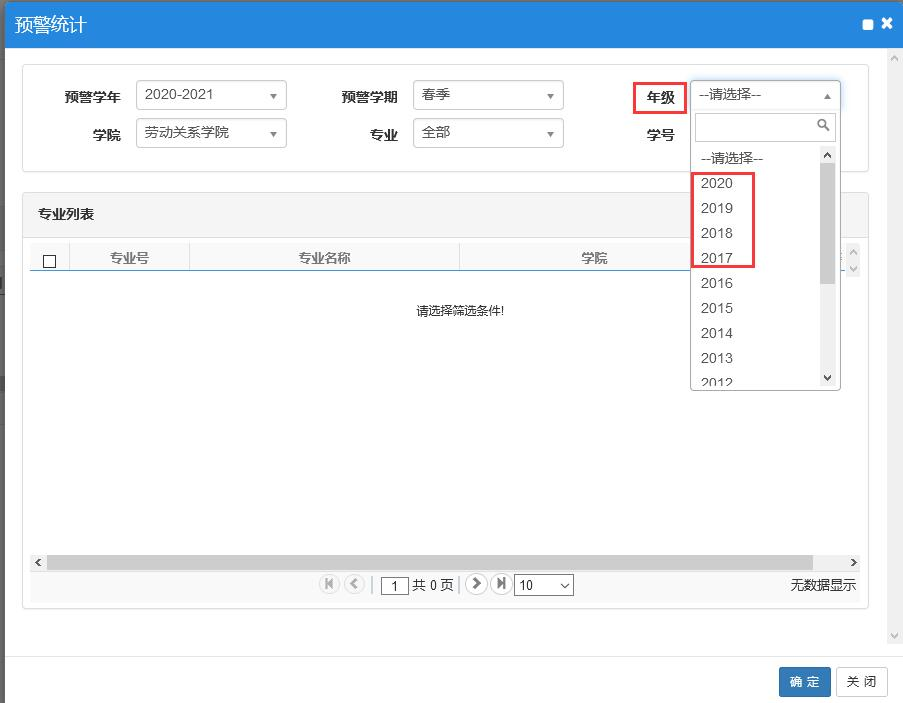 预警统计
预警学年 2020-2021 预警学期 春季 年级 --请选择--
学院 劳动关系学院 专业 全部 学号
--请选择--
2020
2019
2018
2017
2016
2015
2014
2013
2012
专业列表
专业号 专业名称 学院
请选择筛选条件!
1 共 0 页 10 无数据显示
确 定 关 闭